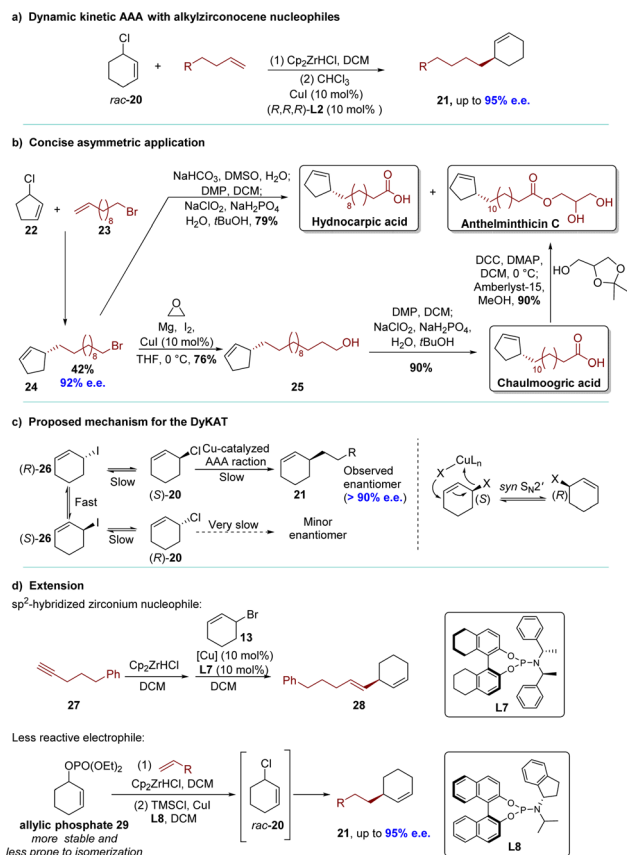 a) Dynamic kinetic AAA with alkylzirconocene nucleophiles
Cl
rac-20
+
R
(1) Cp2ZrHCl, DCM
(2) CHCl3
CuI (10 mol%)
(R,R,R)-L2 (10 mol% )
R
21, up to 95% e.e.
b) Concise asymmetric application
Cl
22
+
Br
8
23
NaHCO3, DMSO, H2O;
DMP, DCM;
NaClO2, NaH2PO4
H2O, tBuOH, 79%
O
OH
8
Hydnocarpic acid
+
O
O
OH
OH
10
Anthelminthicin C
DCC, DMAP,
DCM, 0 °C;
Amberlyst-15,
MeOH, 90%
HO
O
O
Br
8
24
42%
92% e.e.
O
Mg, I2,
CuI (10 mol%)
THF, 0 °C, 76%
OH
8
25
DMP, DCM;
NaClO2, NaH2PO4,
H2O, tBuOH
90%
O
OH
10
Chaulmoogric acid
c) Proposed mechanism for the DyKAT
(R)-26
I
Slow
Cl
(S)-20
Cu-catalyzed
AAA raction
Slow
R
21
Observed
enantiomer
(> 90% e.e.)
Fast
(S)-26
I
Slow
Cl
(R)-20
Very slow
Minor
enantiomer
CuLn
X
X
(S)
syn SN2'
X
(R)
d) Extension
sp2-hybridized zirconium nucleophile:
Ph
27
Cp2ZrHCl
DCM
Br
13
[Cu] (10 mol%)
L7 (10 mol%)
DCM
Ph
28
O
O
P
N
L7
Less reactive electrophile:
OPO(OEt)2
allylic phosphate 29
more stable and
less prone to isomerization
(1)
R
Cp2ZrHCl, DCM
(2) TMSCl, CuI
L8, DCM
Cl
rac-20
R
21, up to 95% e.e.
O
O
P
N
L8